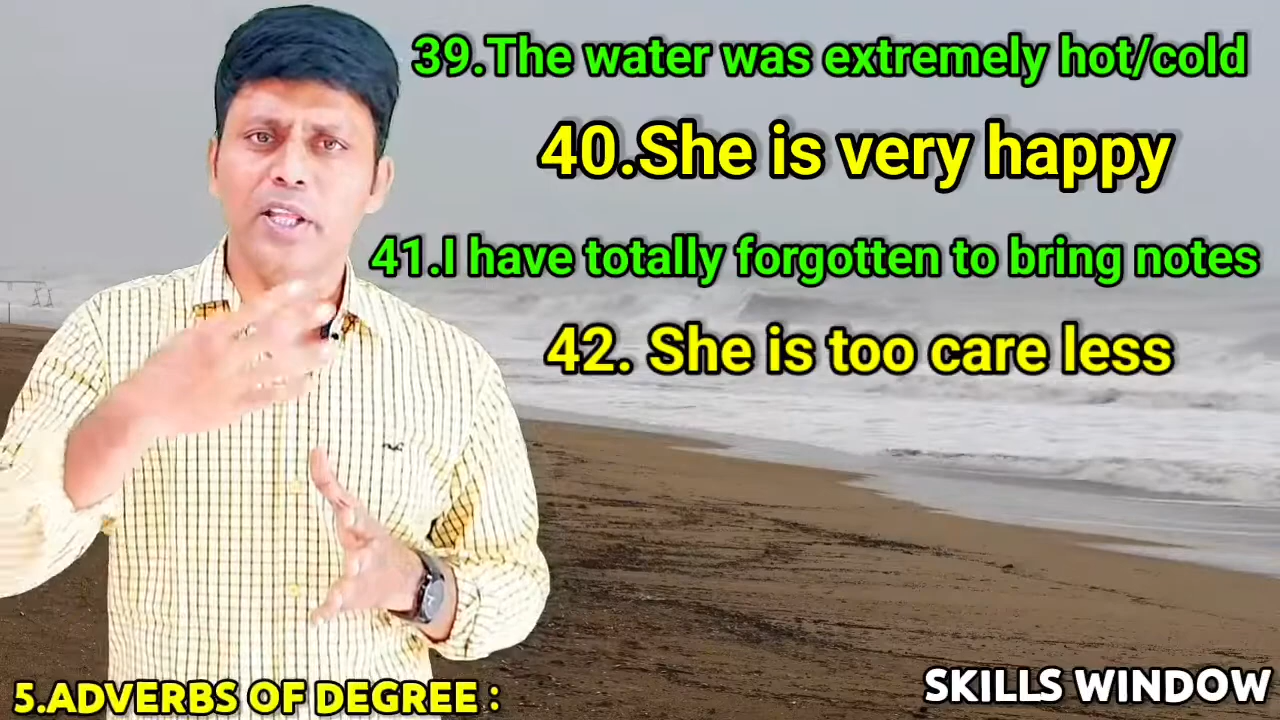 39.The water was extremely hot/cold
40.She is very happy
41.I have totally forgotten to bring notes
42. She is too care less
5.ADVERBS OF DEGREE :
SKILLS WINDOW